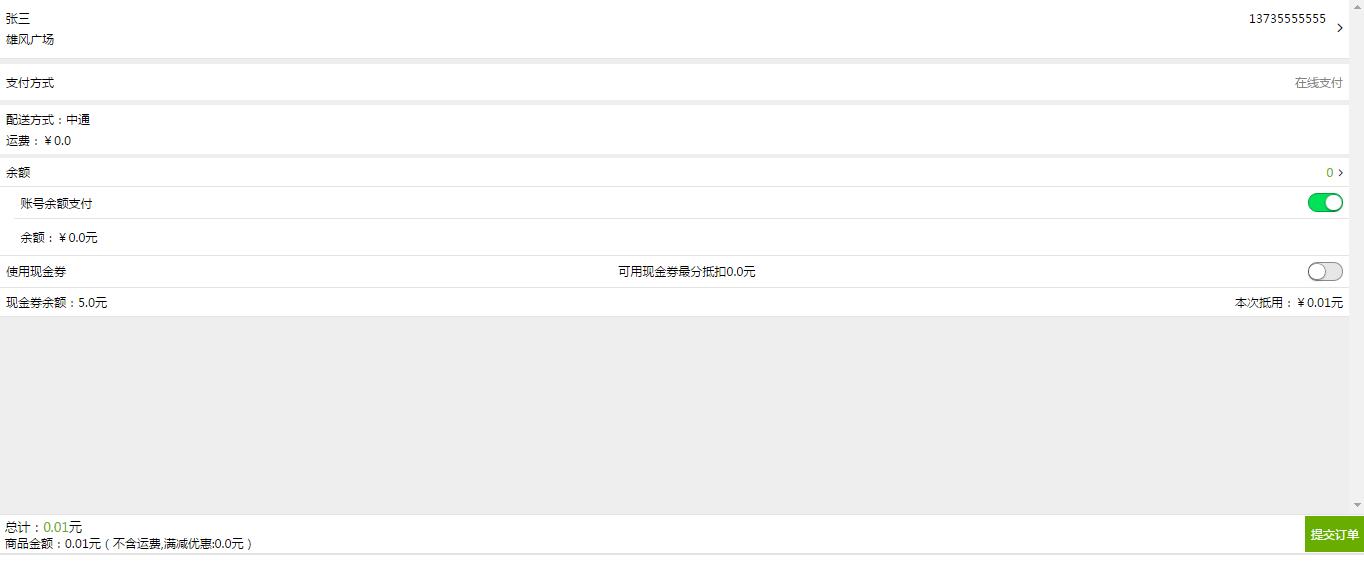 张三
13735555555
雄风广场
支付方式
在线支付
配送方式：中通
运费：￥0.0
余额
0
账号余额支付
余额：￥0.0元
使用现金券
可用现金券最分抵扣0.0元
现金券余额：5.0元
本次抵用：￥0.01元
总计：0.01元
商品金额：0.01元（不含运费,满减优惠:0.0元）
提交订单